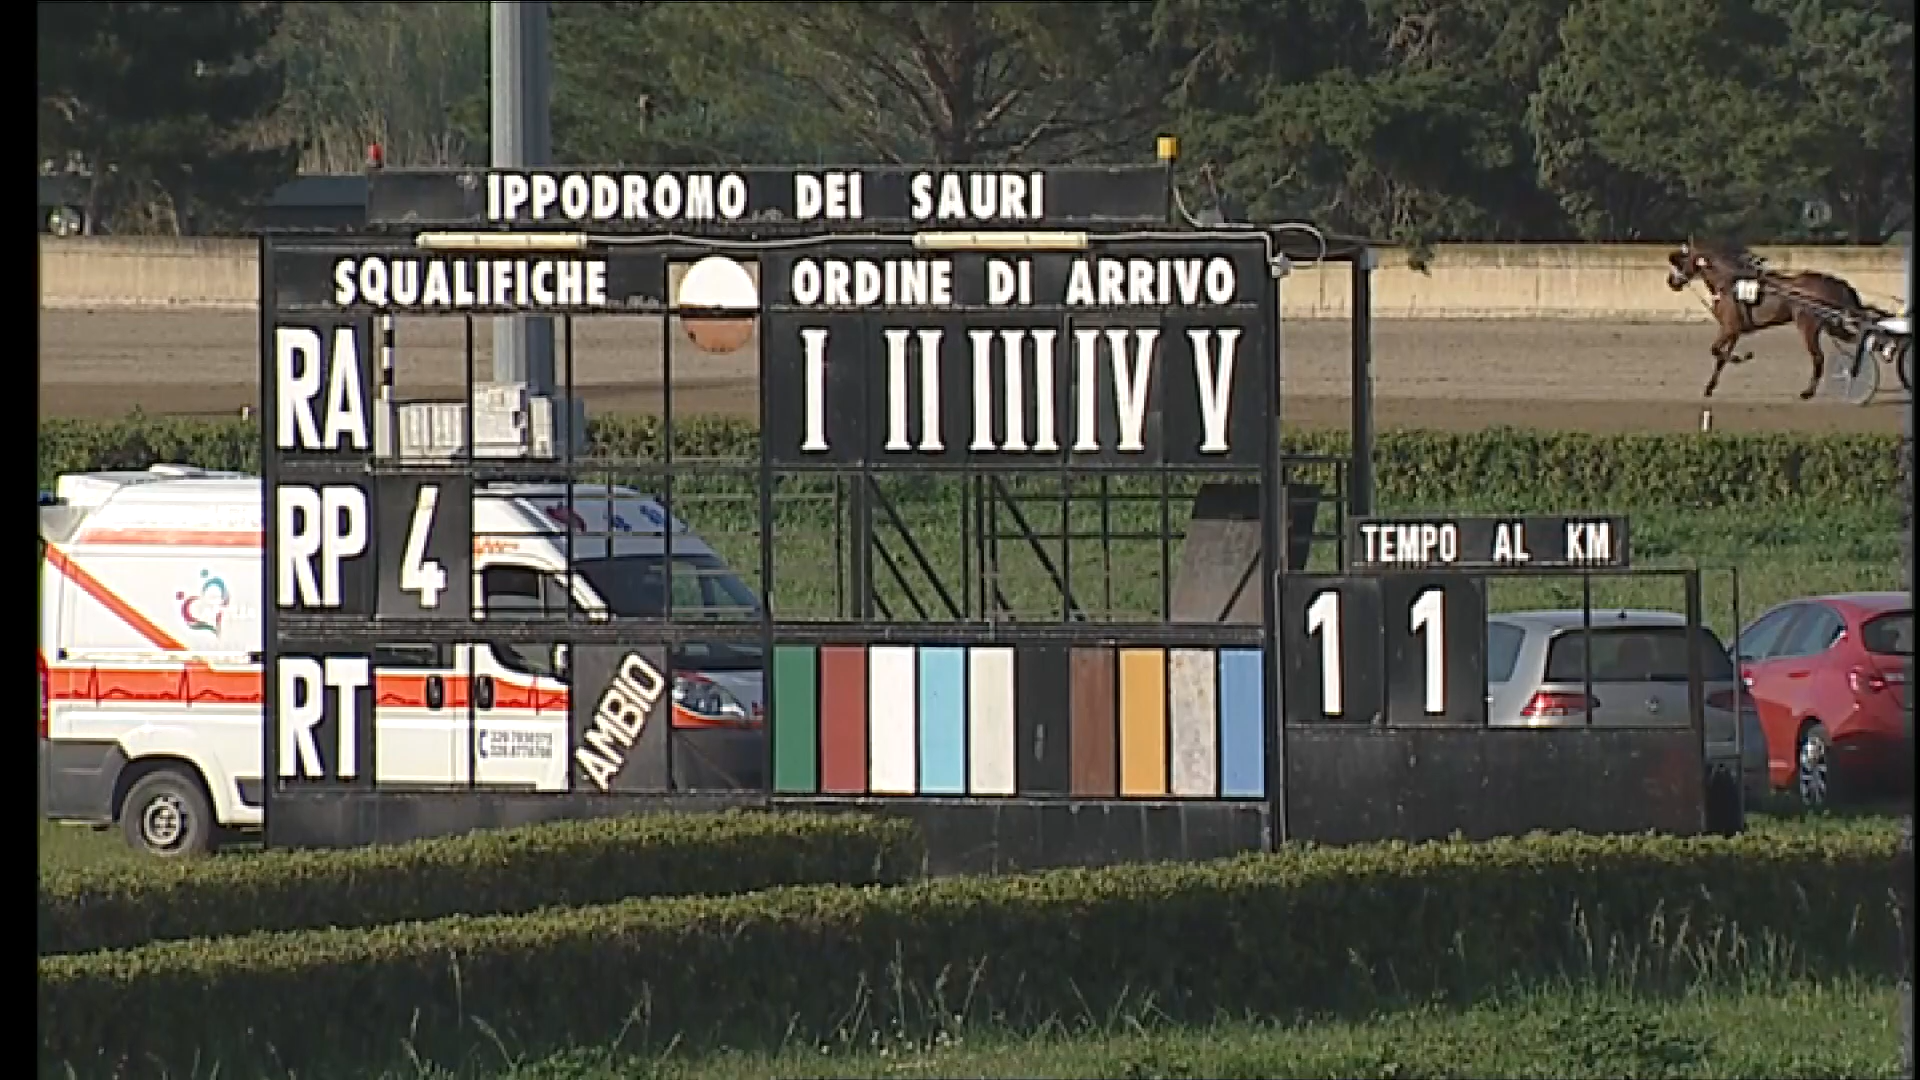 IPPODROMO DEI SAURI
SQUALIFICHE
ORDINE DI ARRIVO
RA
I II III IV V
RP 4
TEMPO AL KM
1 1
RT
AMBIO